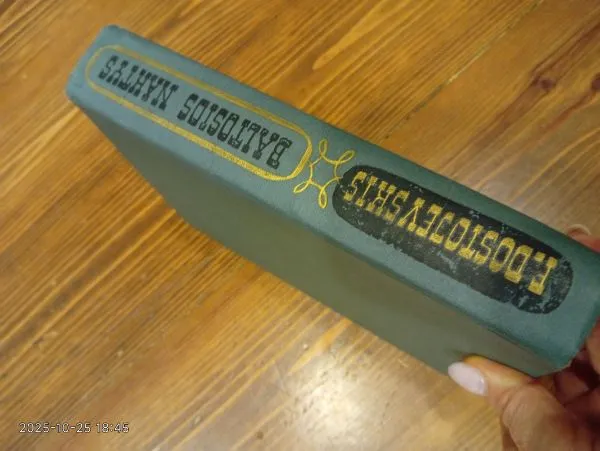 F. DOSTOJEVSKIS
BALTOSIOS NAKTYS
2025-10-25 18:45